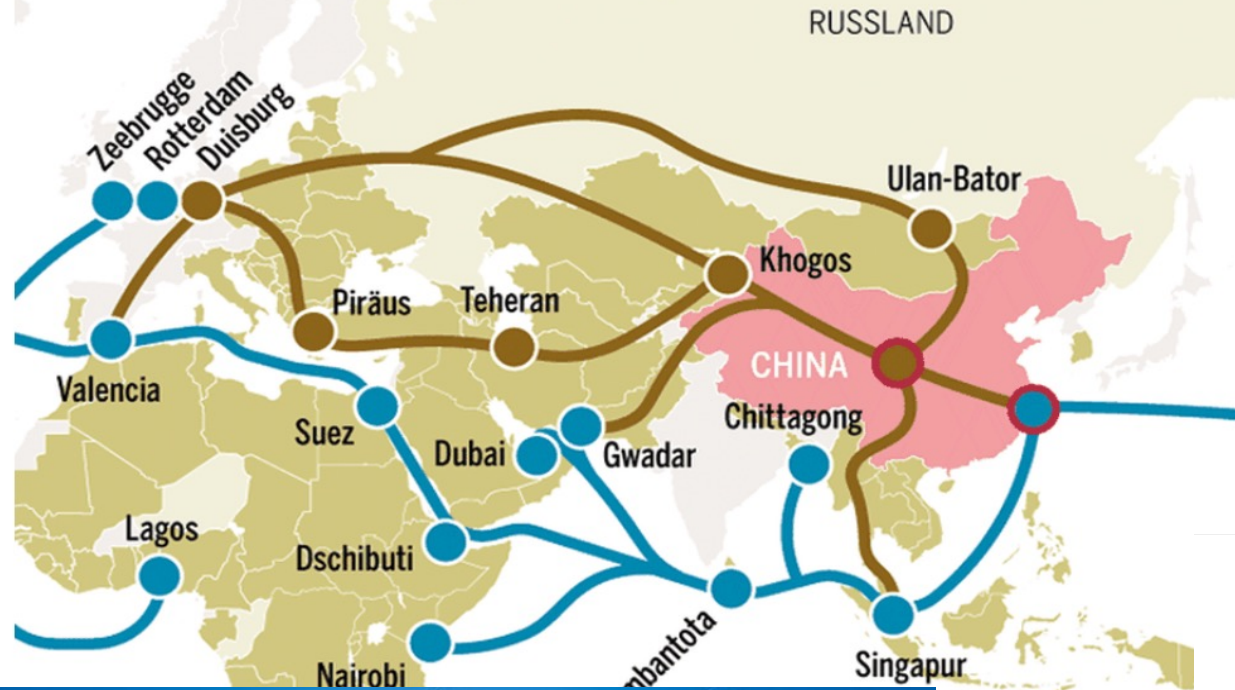 RUSSLAND
Zeebrugge
Rotterdam
Duisburg
Ulan-Bator
Khogos
Piräus
Teheran
CHINA
Valencia
Chittagong
Suez
Dubai
Gwadar
Lagos
Dschibuti
mbantota
Nairobi
Singapur